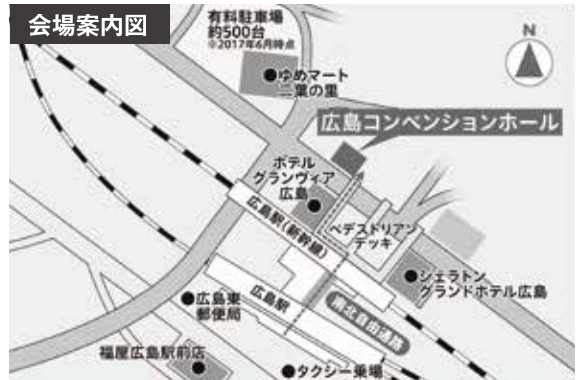 会場案内図
有料駐車場
約500台
※2017年6月時点
N
●ゆめマート
二葉の里
広島コンベンションホール
ホテル
グランヴィア
広島
広島駅(新幹線)
ペデストリアン
デッキ
●シェラトン
グランドホテル広島
広島駅
南北自由通路
●広島東
郵便局
福屋広島駅前店
●タクシー乗場